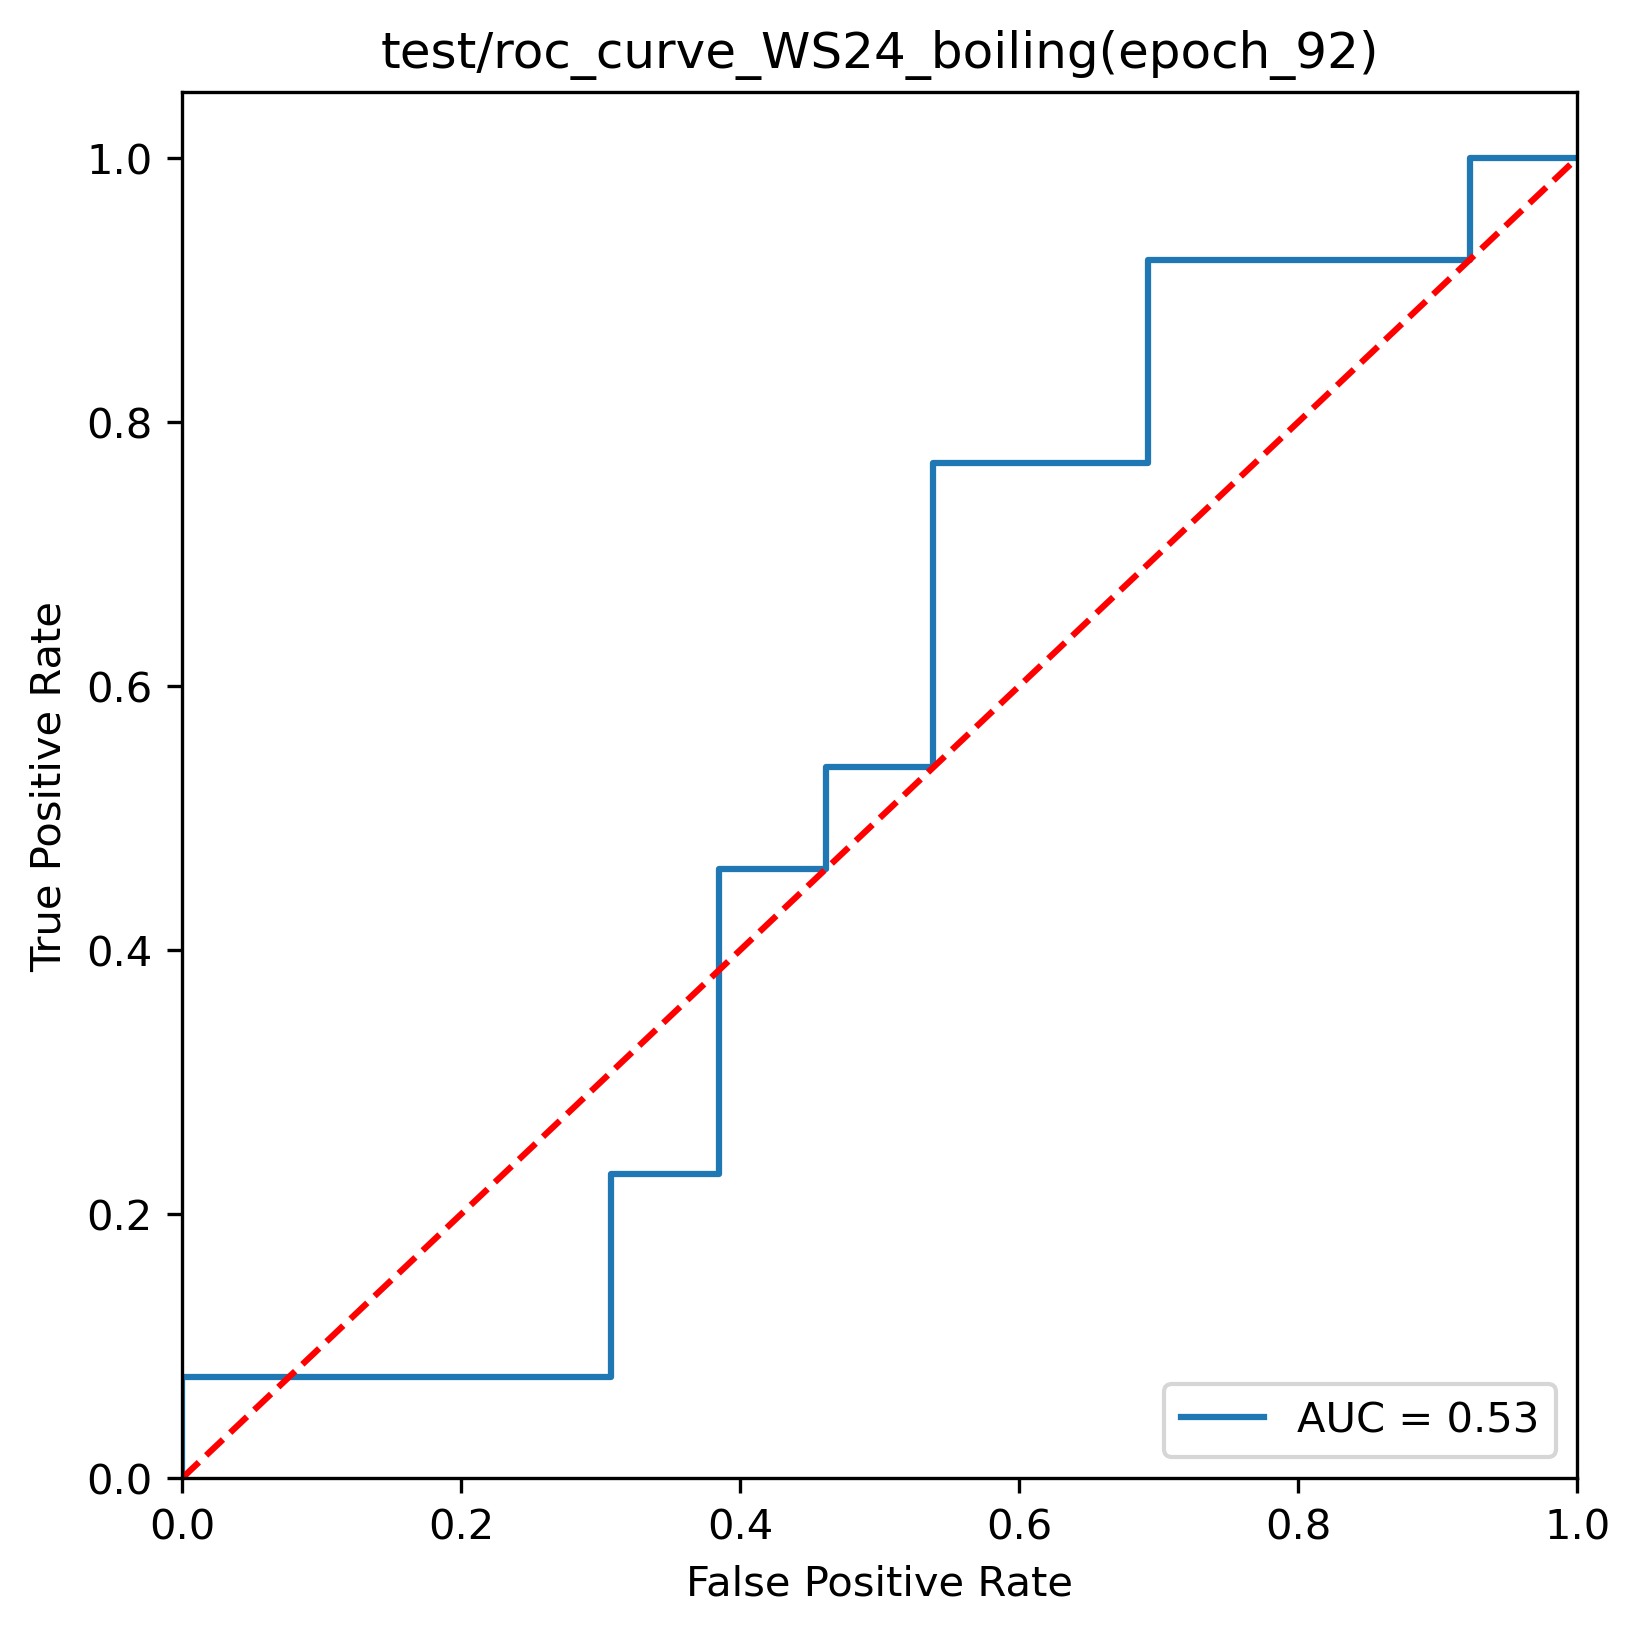 test/roc_curve_WS24_boiling(epoch_92)
True Positive Rate
1.0
0.8
0.6
0.4
0.2
0.0
AUC = 0.53
0.0 0.2 0.4 0.6 0.8 1.0
False Positive Rate